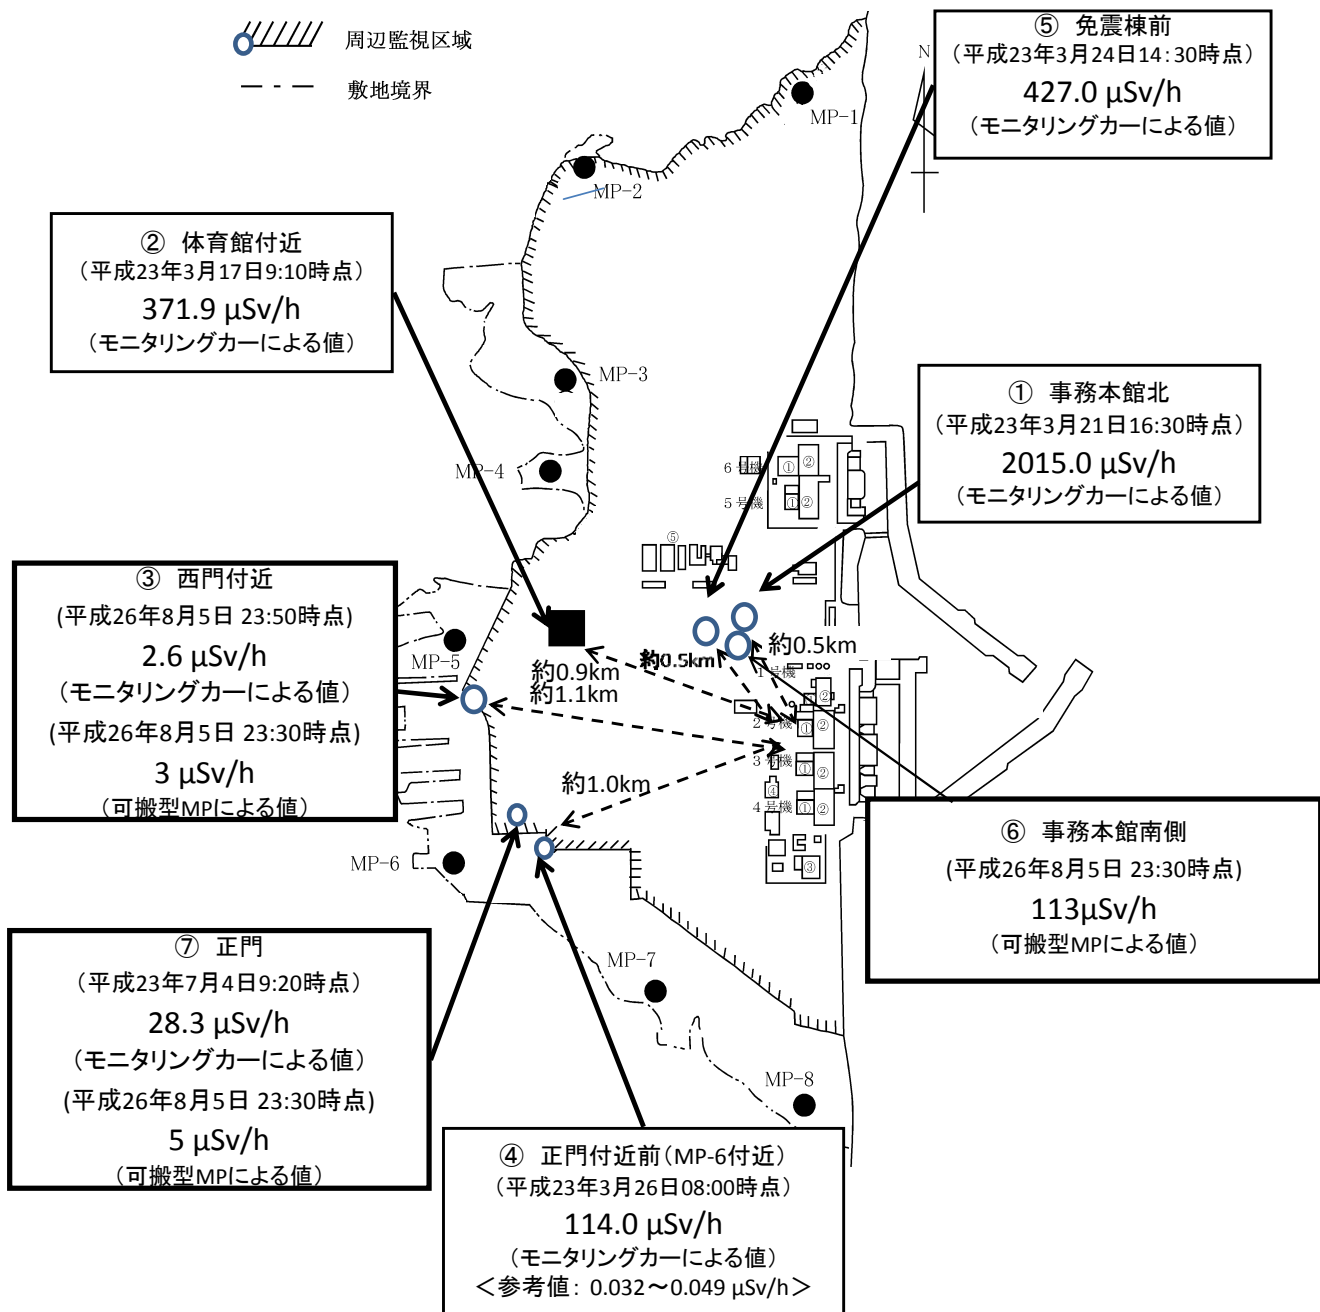 周辺監視区域
敷地境界
⑤ 免震棟前
(平成23年3月24日14:30時点)
427.0 μSv/h
(モニタリングカーによる値)
N
MP-1
MP-2
② 体育館付近
(平成23年3月17日9:10時点)
371.9 μSv/h
(モニタリングカーによる値)
MP-3
① 事務本館北
(平成23年3月21日16:30時点)
2015.0 μSv/h
(モニタリングカーによる値)
MP-4
6号機
①
②
5号機
①
②
⑤
③ 西門付近
(平成26年8月5日 23:50時点)
2.6 μSv/h
(モニタリングカーによる値)
(平成26年8月5日 23:30時点)
3 μSv/h
(可搬型MPによる値)
MP-5
約0.9km
約1.1km
約0.5km
約0.5km
1号機
②
2号機
①
②
3号機
①
②
④
4号機
①
②
③
約1.0km
MP-6
⑥ 事務本館南側
(平成26年8月5日 23:30時点)
113μSv/h
(可搬型MPによる値)
⑦ 正門
(平成23年7月4日9:20時点)
28.3 μSv/h
(モニタリングカーによる値)
(平成26年8月5日 23:30時点)
5 μSv/h
(可搬型MPによる値)
MP-7
MP-8
④ 正門付近前(MP-6付近)
(平成23年3月26日08:00時点)
114.0 μSv/h
(モニタリングカーによる値)
<参考値: 0.032~0.049 μSv/h>